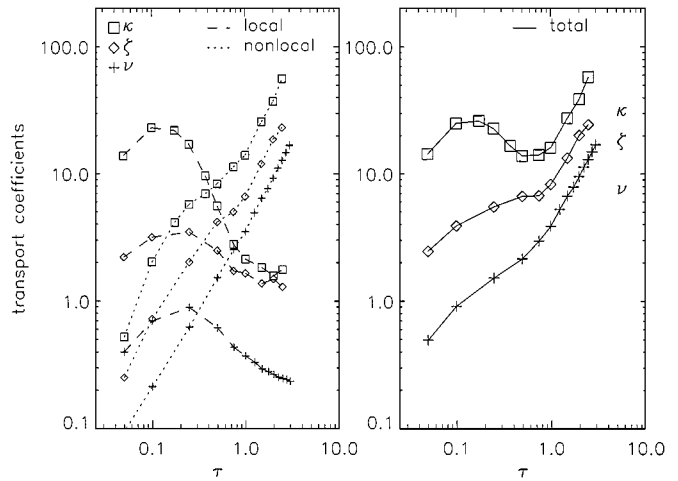 κ
ζ
ν
local
nonlocal
total
transport coefficients
100.0
10.0
1.0
0.1
0.1
1.0
10.0
τ
100.0
10.0
1.0
0.1
0.1
1.0
10.0
τ
κ
ζ
ν